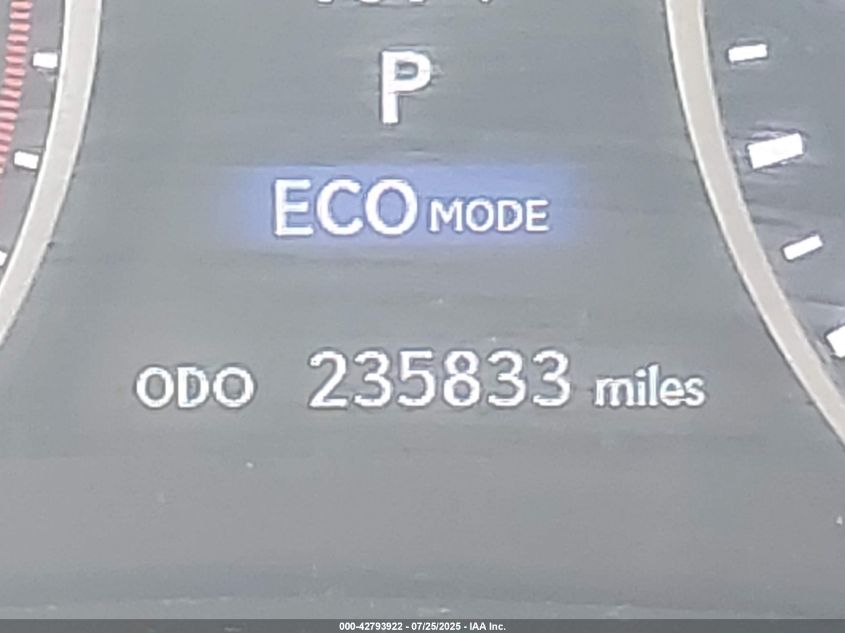 P
ECO MODE
ODO 235833 miles
000-42793922 - 07/25/2025 - IAA Inc.